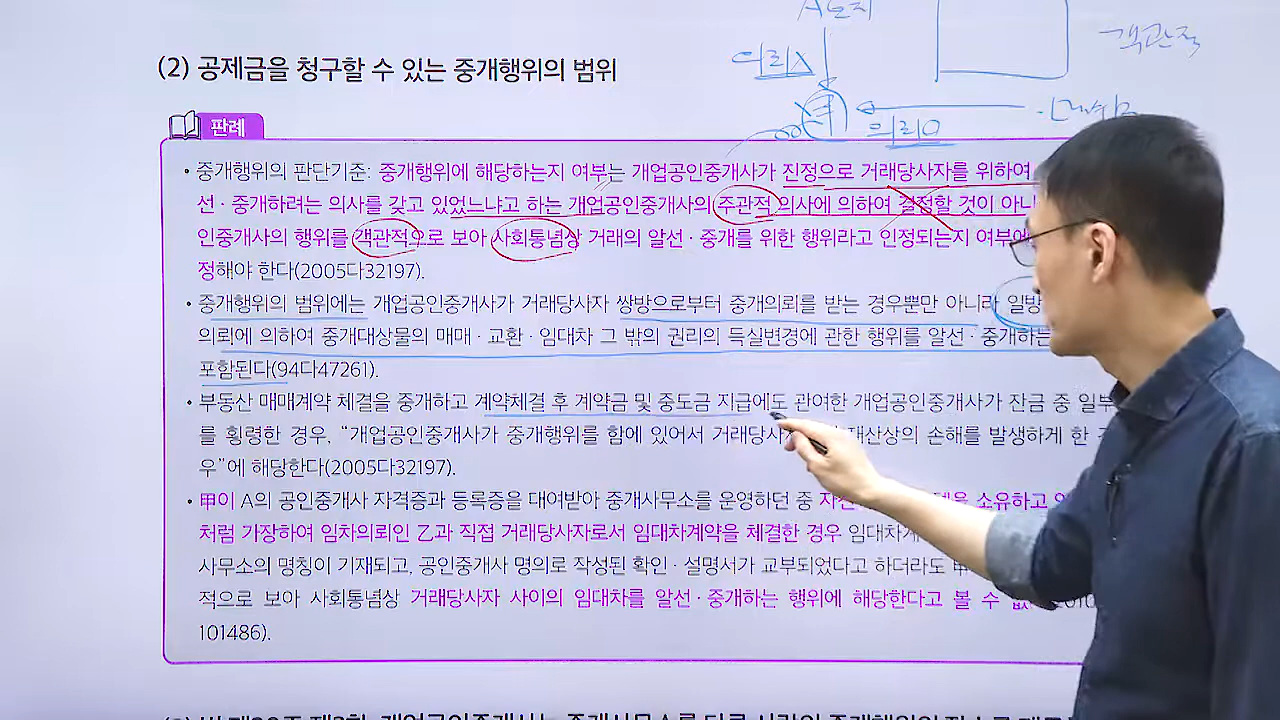 A
객관적
의뢰X
의뢰O
(2) 공제금을 청구할 수 있는 중개행위의 범위
판례
• 중개행위의 판단기준: 중개행위에 해당하는지 여부는 개업공인중개사가 진정으로 거래당사자를 위하여
선·중개하려는 의사를 갖고 있었느냐고 하는 개업공인중개사의 주관적 의사에 의하여 결정할 것이 아니
인중개사의 행위를 객관적으로 보아 사회통념상 거래의 알선·중개를 위한 행위라고 인정되는지 여부에
정해야 한다(2005다32197).
• 중개행위의 범위에는 개업공인중개사가 거래당사자 쌍방으로부터 중개의뢰를 받는 경우뿐만 아니라 일방
의뢰에 의하여 중개대상물의 매매·교환·임대차 그 밖의 권리의 득실변경에 관한 행위를 알선·중개하는
포함된다(94다47261).
• 부동산 매매계약 체결을 중개하고 계약체결 후 계약금 및 중도금 지급에도 관여한 개업공인중개사가 잔금 중 일부
를 횡령한 경우, “개업공인중개사가 중개행위를 함에 있어서 거래당사 재산상의 손해를 발생하게 한
우”에 해당한다(2005다32197).
• 甲이 A의 공인중개사 자격증과 등록증을 대여받아 중개사무소를 운영하던 중 소유하고
처럼 가장하여 임차의뢰인 乙과 직접 거래당사자로서 임대차계약을 체결한 경우 임대차계
사무소의 명칭이 기재되고, 공인중개사 명의로 작성된 확인·설명서가 교부되었다고 하더라도 甲
적으로 보아 사회통념상 거래당사자 사이의 임대차를 알선·중개하는 행위에 해당한다고 볼 수 없
101486).